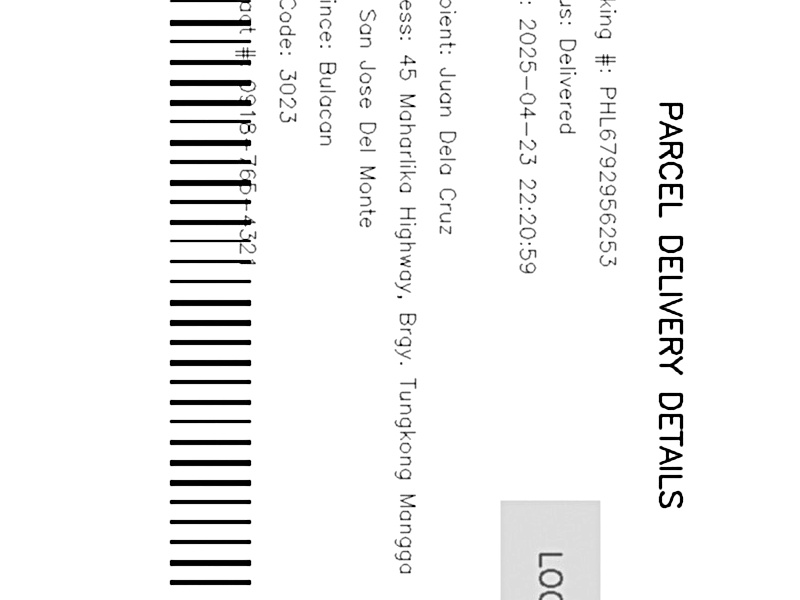 PARCEL DELIVERY DETAILS
king #: PHL6792956253
us: Delivered
: 2025-04-23 22:20:59
LOG
pient: Juan Dela Cruz
ess: 45 Maharlika Highway, Brgy. Tungkong Mangga
San Jose Del Monte
ince: Bulacan
Code: 3023
act #: 0918-765-4321